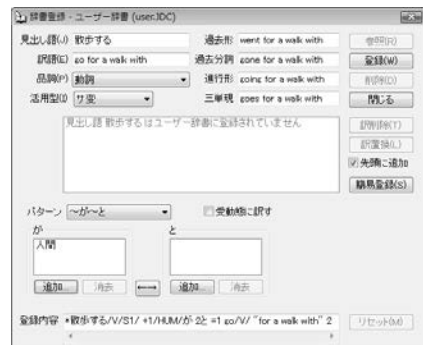 辞書登録 - ユーザー辞書 (user.JDC)
見出し語(J) 散歩する 過去形 went for a walk with 参照(R)
訳語(E) go for a walk with 過去分詞 gone for a walk with 登録(W)
品詞(P) 動詞 進行形 going for a walk with 削除(D)
活用型(I) サ変 三単現 goes for a walk with 閉じる
見出し語 散歩する はユーザー辞書に登録されていません
訳削除(T)
訳置換(L)
先頭に追加
簡易登録(S)
パターン ～が～と 受動態に訳す
が と
人間
追加... 消去 ←→ 追加... 消去
登録内容 *散歩する/V/S1/ +1/HUM/が 2と =1 go/V/ "for a walk with" 2 リセット(M)